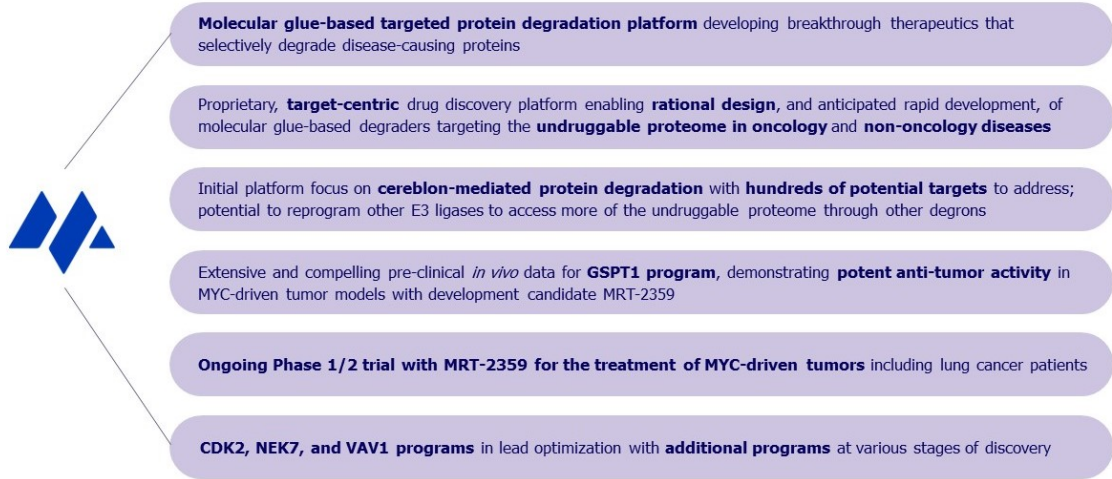 Molecular glue-based targeted protein degradation platform developing breakthrough therapeutics that
selectively degrade disease-causing proteins
Proprietary, target-centric drug discovery platform enabling rational design, and anticipated rapid development, of
molecular glue-based degraders targeting the undruggable proteome in oncology and non-oncology diseases
Initial platform focus on cereblon-mediated protein degradation with hundreds of potential targets to address;
potential to reprogram other E3 ligases to access more of the undruggable proteome through other degrons
Extensive and compelling pre-clinical in vivo data for GSPT1 program, demonstrating potent anti-tumor activity in
MYC-driven tumor models with development candidate MRT-2359
Ongoing Phase 1/2 trial with MRT-2359 for the treatment of MYC-driven tumors including lung cancer patients
CDK2, NEK7, and VAV1 programs in lead optimization with additional programs at various stages of discovery